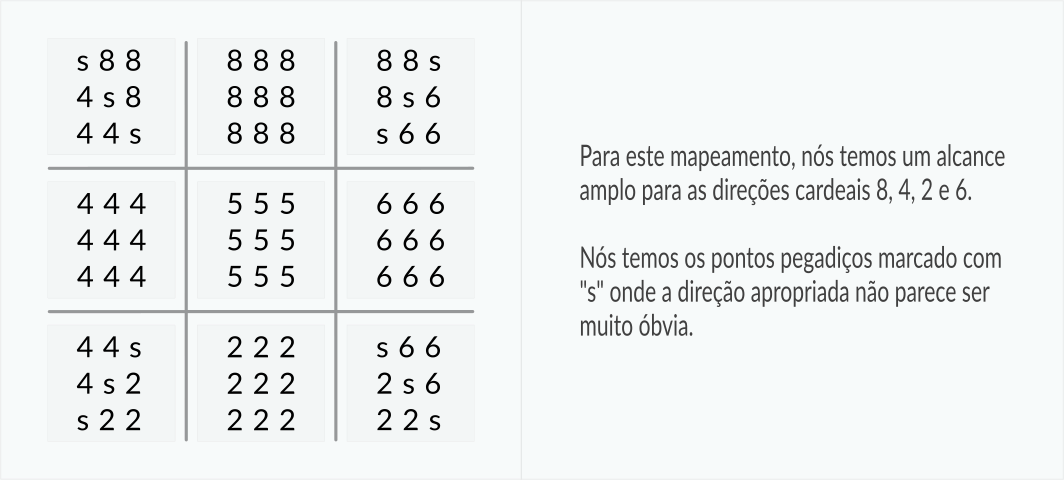 s 8 8 8 8 8 8 8 s
4 s 8 8 8 8 8 s 6
4 4 s 8 8 8 s 6 6
4 4 4 5 5 5 6 6 6
4 4 4 5 5 5 6 6 6
4 4 4 5 5 5 6 6 6
4 4 s 2 2 2 s 6 6
4 s 2 2 2 2 2 s 6
s 2 2 2 2 2 2 2 s
Para este mapeamento, nós temos um alcance
amplo para as direções cardeais 8, 4, 2 e 6.
Nós temos os pontos pegadiços marcado com
"s" onde a direção apropriada não parece ser
muito óbvia.